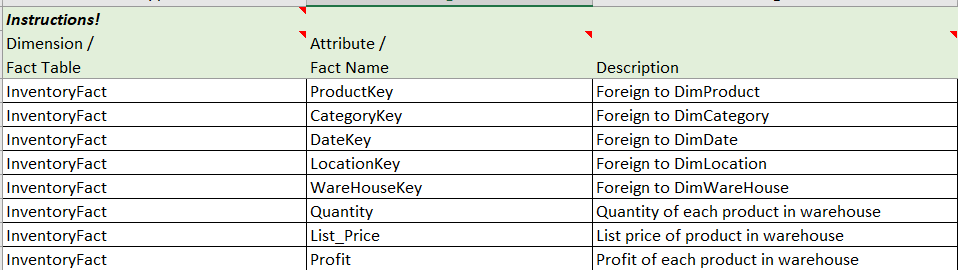 Instructions!
Dimension / Attribute /
Fact Table Fact Name Description
InventoryFact ProductKey Foreign to DimProduct
InventoryFact CategoryKey Foreign to DimCategory
InventoryFact DateKey Foreign to DimDate
InventoryFact LocationKey Foreign to DimLocation
InventoryFact WareHouseKey Foreign to DimWareHouse
InventoryFact Quantity Quantity of each product in warehouse
InventoryFact List_Price List price of product in warehouse
InventoryFact Profit Profit of each product in warehouse